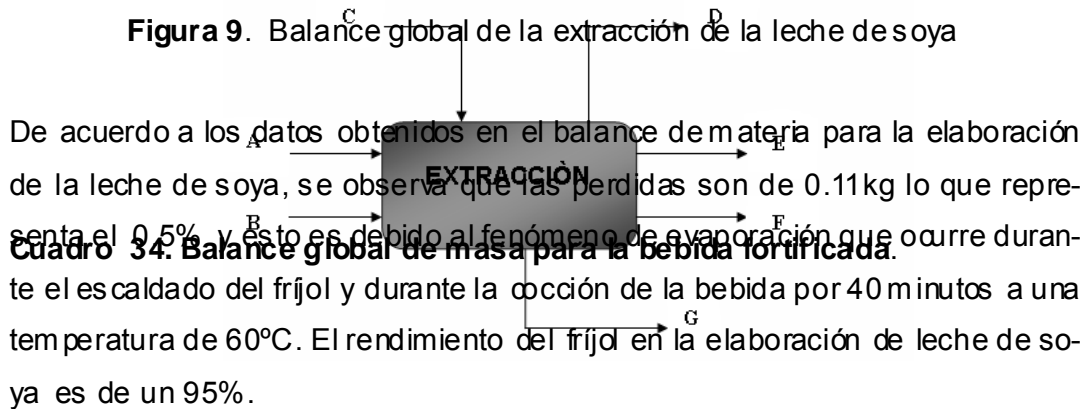 C D
Figura 9. Balance global de la extracción de la leche de soya
De acuerdo a los datos obtenidos en el balance de materia para la elaboración
A E
de la leche de soya, se observa que las perdidas son de 0.11kg lo que repre-
EXTRACCIÒN
B F
senta el 0.5% y esto es debido al fenómeno de evaporación que ocurre duran-
Cuadro 34. Balance global de masa para la bebida fortificada.
te el escaldado del fríjol y durante la cocción de la bebida por 40 minutos a una
G
temperatura de 60ºC. El rendimiento del fríjol en la elaboración de leche de so-
ya es de un 95%.